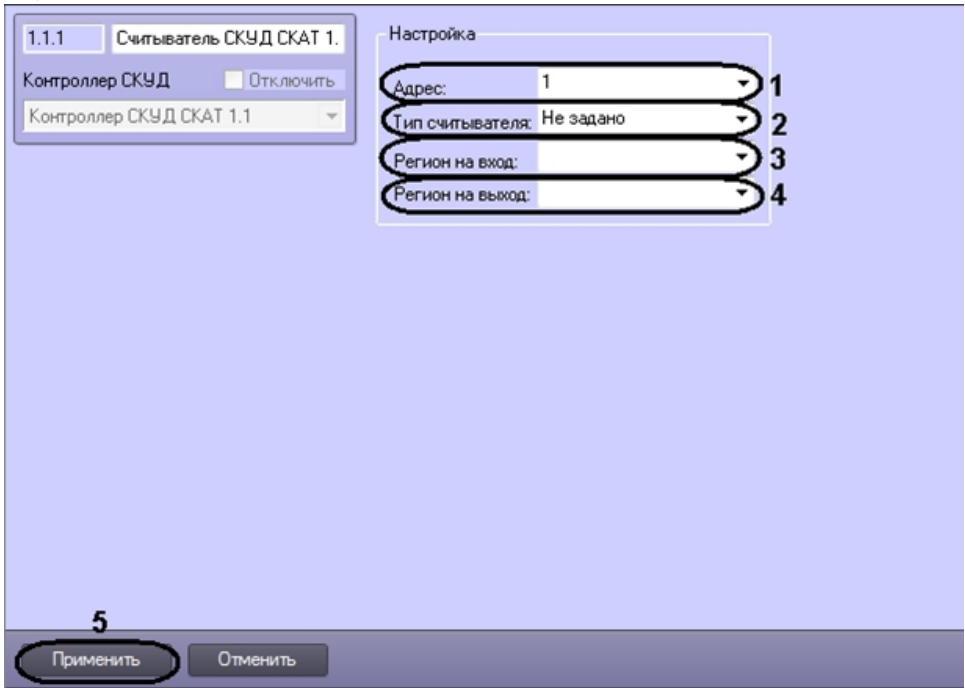 1.1.1 Считыватель СКУД СКАТ 1.
Контроллер СКУД Отключить
Контроллер СКУД СКАТ 1.1
Настройка
Адрес: 1 1
Тип считывателя: Не задано 2
Регион на вход: 3
Регион на выход: 4
5
Применить Отменить